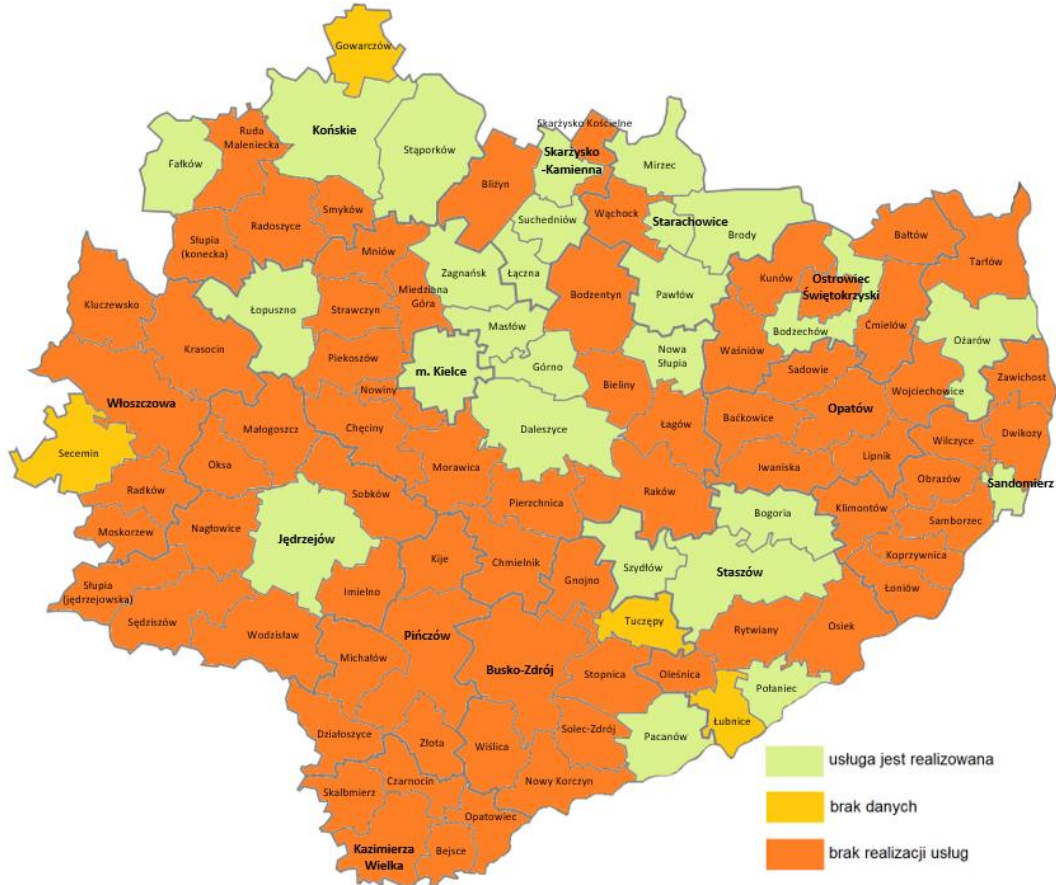 Gowarczów
Końskie
Ruda
Maleniecka
Fałków
Stąporków
Skarżysko Kościelne
Skarżysko
-Kamienna
Mirzec
Bliżyn
Smyków
Radoszyce
Słupia
(konecka)
Suchedniów
Wąchock
Starachowice
Brody
Bałtów
Tarłów
Mniów
Zagnańsk
Łączna
Kunów
Ostrowiec
Świętokrzyski
Kluczewsko
Łopuszno
Strawczyn
Miedziana
Góra
Bodzentyn
Pawłów
Ćmielów
Bodzechów
Ożarów
Krasocin
Piekoszów
Masłów
m. Kielce
Górno
Nowa
Słupia
Waśniów
Sadowie
Wojciechowice
Zawichost
Włoszczowa
Nowiny
Bieliny
Opatów
Małogoszcz
Chęciny
Daleszyce
Łagów
Baćkowice
Dwikozy
Secemin
Oksa
Morawica
Iwaniska
Lipnik
Wilczyce
Radków
Sobków
Pierzchnica
Raków
Obrazów
Sandomierz
Moskorzew
Nagłowice
Jędrzejów
Bogoria
Klimontów
Samborzec
Kije
Chmielnik
Gnojno
Szydłów
Staszów
Koprzywnica
Słupia
(jędrzejowska)
Imielno
Łoniów
Sędziszów
Wodzisław
Pińczów
Tuczępy
Rytwiany
Osiek
Michałów
Busko-Zdrój
Stopnica
Oleśnica
Połaniec
Łubnice
Działoszyce
Złota
Wiślica
Solec-Zdrój
Pacanów
Skalbmierz
Czarnocin
Nowy Korczyn
Opatowiec
Kazimierza
Wielka
Bejsce
usługa jest realizowana
brak danych
brak realizacji usług